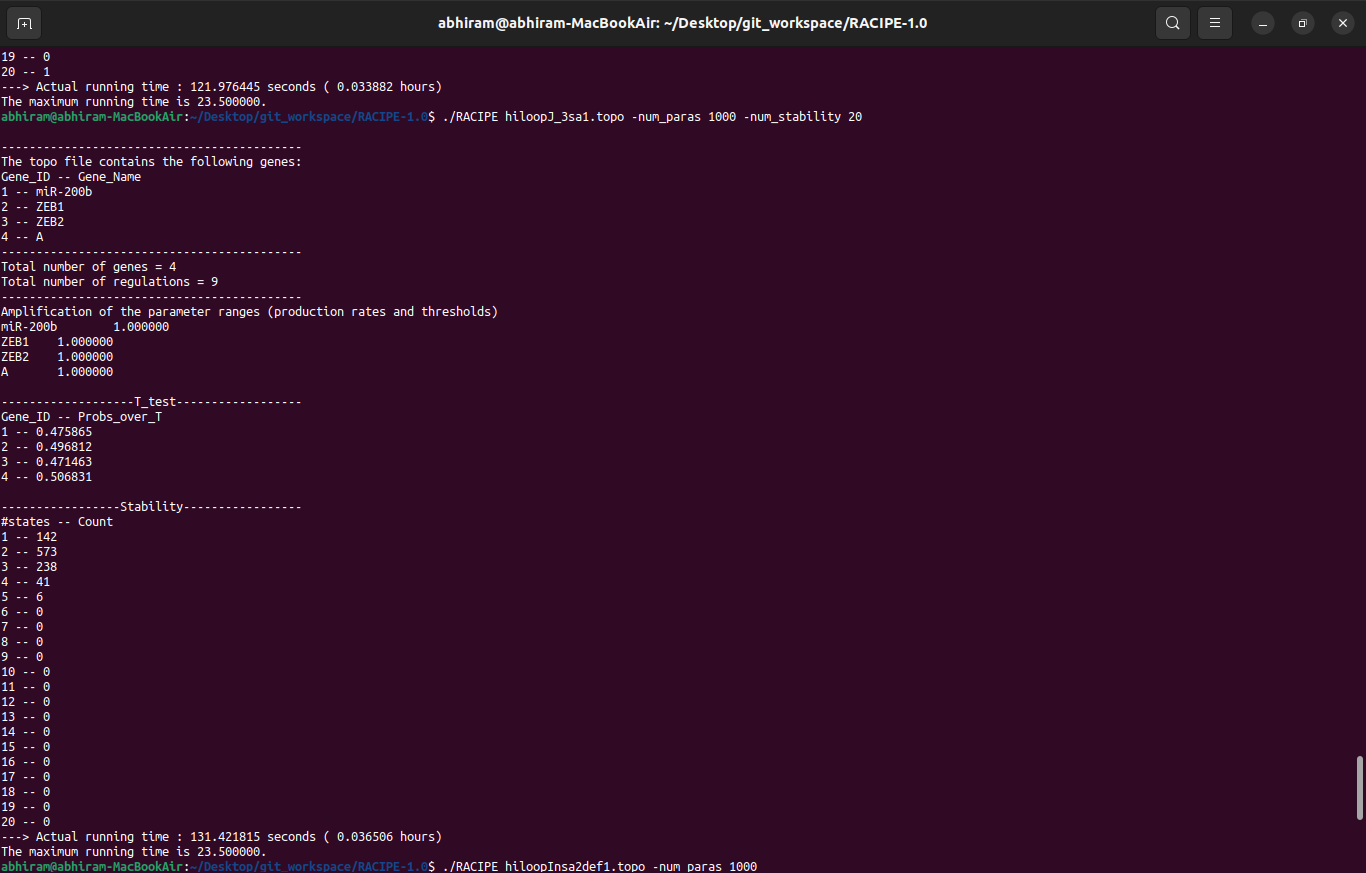 abhiram@abhiram-MacBookAir: ~/Desktop/git_workspace/RACIPE-1.0
19 -- 0
20 -- 1
---> Actual running time : 121.976445 seconds ( 0.033882 hours)
The maximum running time is 23.500000.
abhiram@abhiram-MacBookAir:~/Desktop/git_workspace/RACIPE-1.0$ ./RACIPE hiloopJ_3sa1.topo -num_paras 1000 -num_stability 20
-------------------------------------------
The topo file contains the following genes:
Gene_ID -- Gene_Name
1 -- miR-200b
2 -- ZEB1
3 -- ZEB2
4 -- A
-------------------------------------------
Total number of genes = 4
Total number of regulations = 9
-------------------------------------------
Amplification of the parameter ranges (production rates and thresholds)
miR-200b        1.000000
ZEB1    1.000000
ZEB2    1.000000
A       1.000000
-------------------T_test------------------
Gene_ID -- Probs_over_T
1 -- 0.475865
2 -- 0.496812
3 -- 0.471463
4 -- 0.506831
-----------------Stability-----------------
#states -- Count
1 -- 142
2 -- 573
3 -- 238
4 -- 41
5 -- 6
6 -- 0
7 -- 0
8 -- 0
9 -- 0
10 -- 0
11 -- 0
12 -- 0
13 -- 0
14 -- 0
15 -- 0
16 -- 0
17 -- 0
18 -- 0
19 -- 0
20 -- 0
---> Actual running time : 131.421815 seconds ( 0.036506 hours)
The maximum running time is 23.500000.
abhiram@abhiram-MacBookAir:~/Desktop/git_workspace/RACIPE-1.0$ ./RACIPE hiloopInsa2def1.topo -num_paras 1000